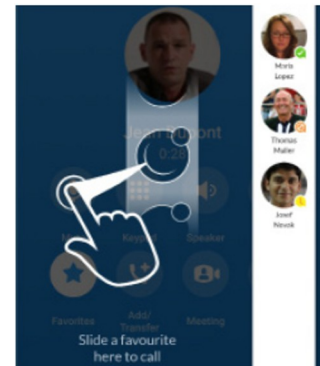 Jean Dupont
0:28
Mute
Keypad
Speaker
Favorites
Add/
Transfer
Meeting
Slide a favourite
here to call
Maria
Lopez
Thomas
Muller
Josef
Novak